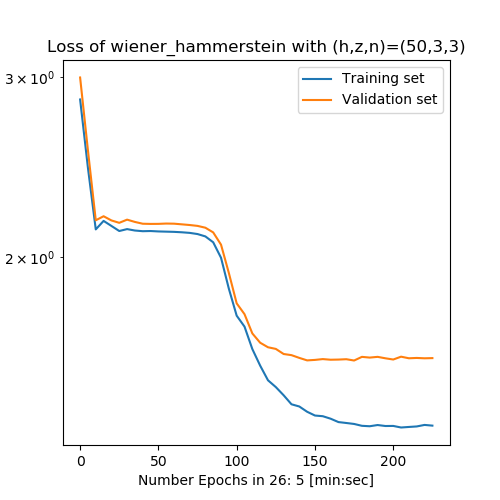 Loss of wiener_hammerstein with (h,z,n)=(50,3,3)
3 × 10⁰
2 × 10⁰
Training set
Validation set
0 50 100 150 200
Number Epochs in 26: 5 [min:sec]